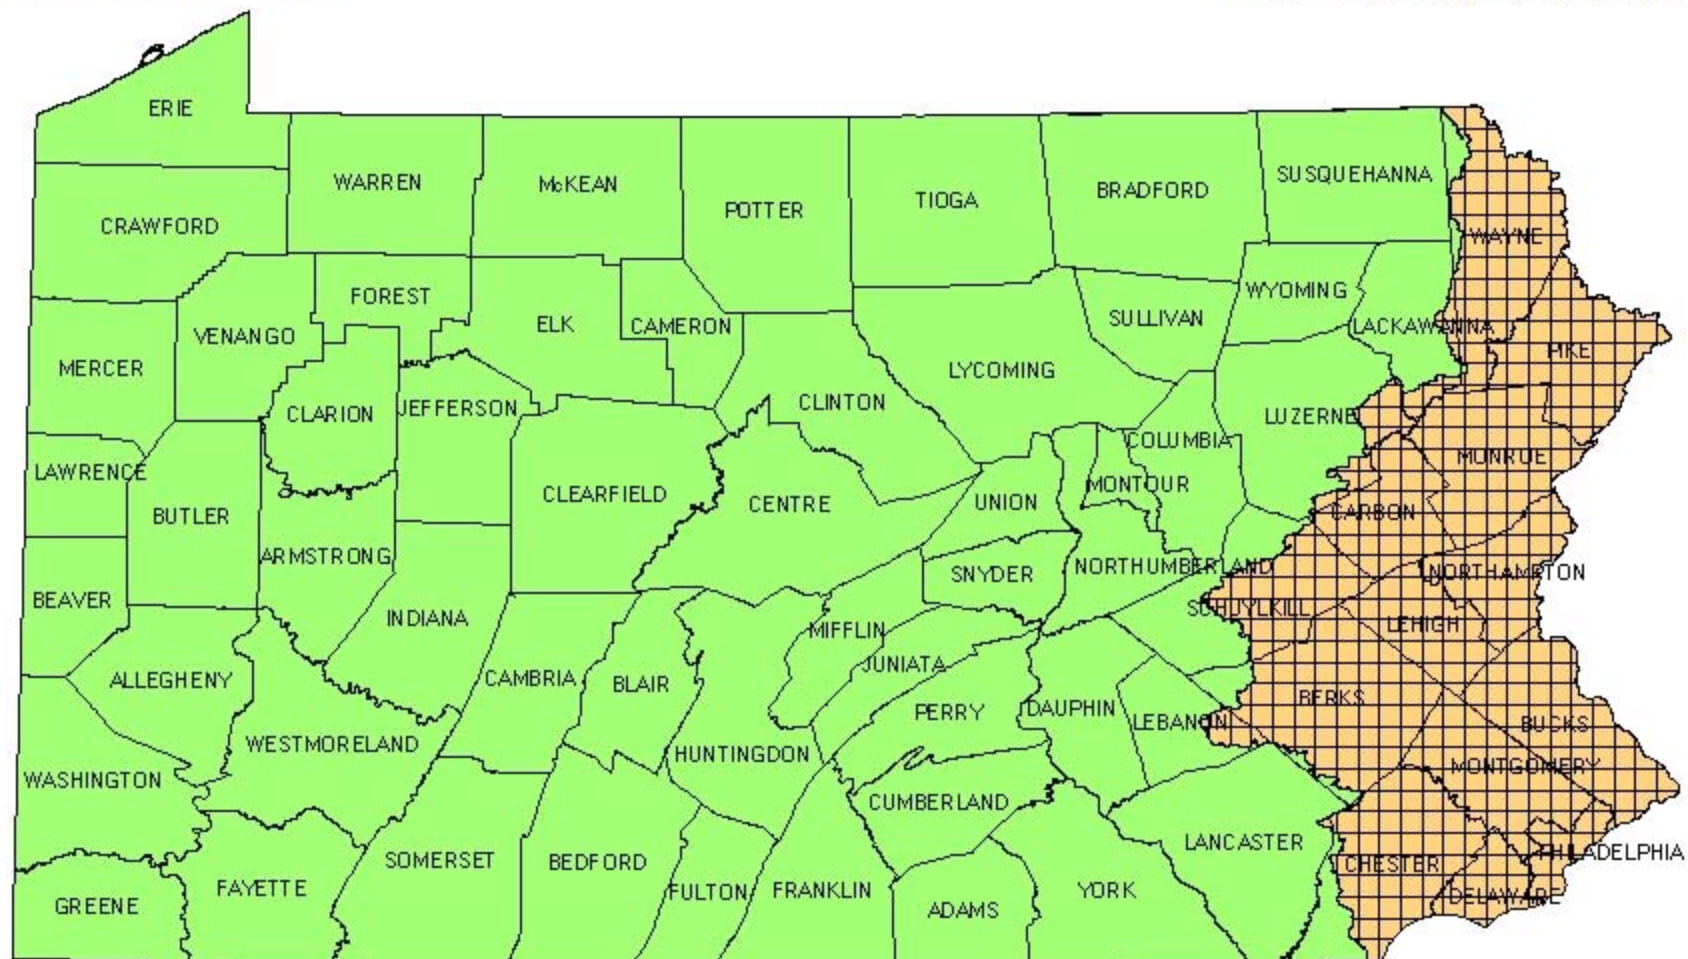 ERIE
WARREN
McKEAN
POTTER
TIOGA
BRADFORD
SUSQUEHANNA
CRAWFORD
WAYNE
FOREST
ELK
CAMERON
SULLIVAN
WYOMING
LACKAWANNA
VENANGO
PIKE
MERCER
LYCOMING
CLARION
JEFFERSON
CLINTON
LUZERNE
COLUMBIA
MONROE
LAWRENCE
CLEARFIELD
CENTRE
UNION
MONTOUR
CARBON
BUTLER
ARMSTRONG
SNYDER
NORTHUMBERLAND
NORTHAMPTON
BEAVER
INDIANA
MIFFLIN
SCHUYLKILL
LEHIGH
JUNIATA
ALLEGHENY
CAMBRIA
BLAIR
PERRY
DAUPHIN
LEBANON
BERKS
BUCKS
WESTMORELAND
HUNTINGDON
MONTGOMERY
WASHINGTON
CUMBERLAND
LANCASTER
PHILADELPHIA
SOMERSET
BEDFORD
CHESTER
GREENE
FAYETTE
FULTON
FRANKLIN
ADAMS
YORK
DELAWARE